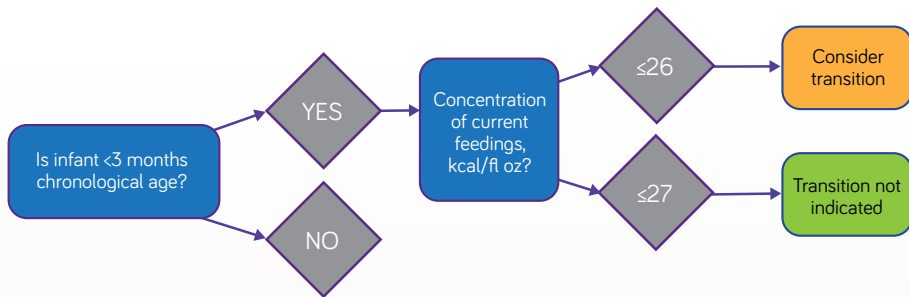 Is infant <3 months
chronological age?
YES
NO
Concentration
of current
feedings,
kcal/fl oz?
≤26
≤27
Consider
transition
Transition not
indicated